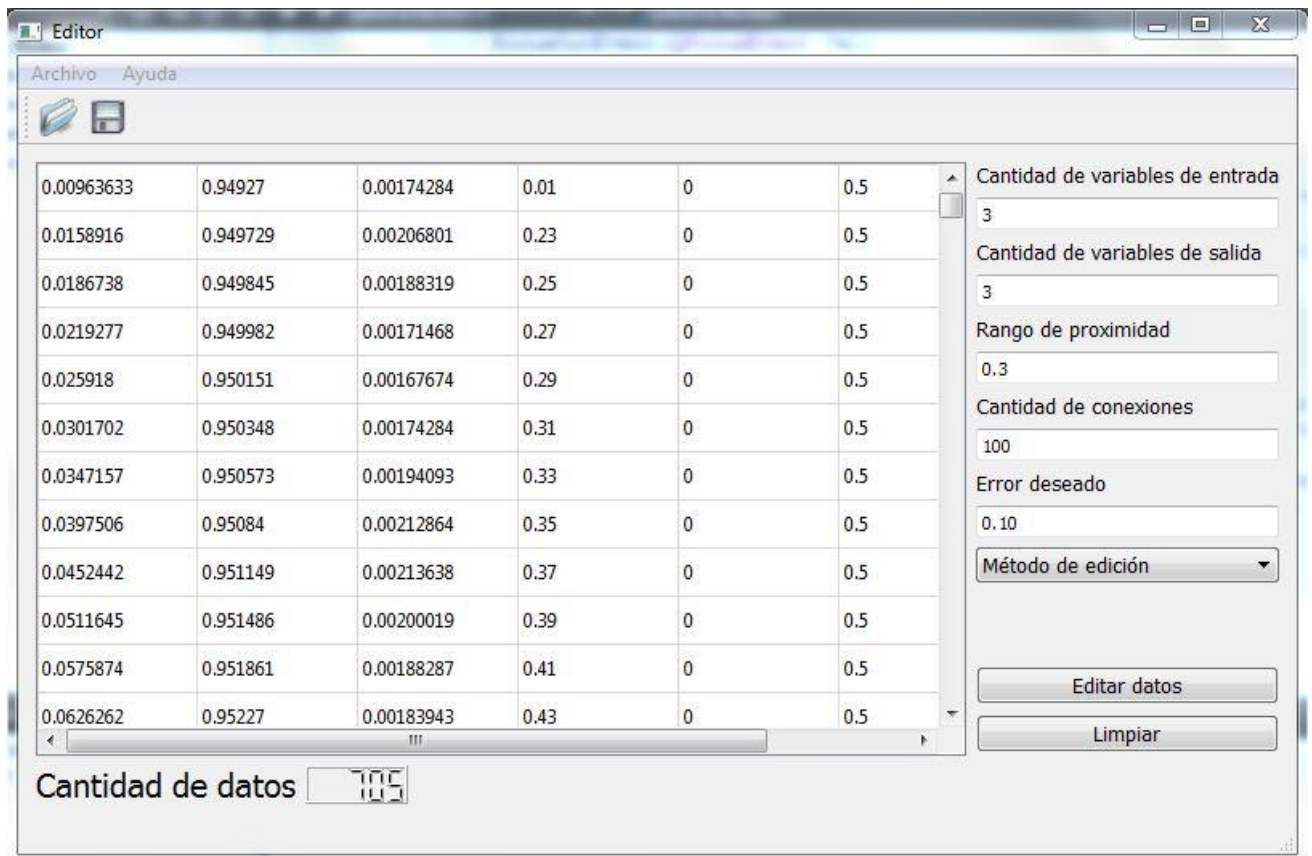 Editor
Archivo Ayuda
0.00963633 0.94927 0.00174284 0.01 0 0.5
0.0158916 0.949729 0.00206801 0.23 0 0.5
0.0186738 0.949845 0.00188319 0.25 0 0.5
0.0219277 0.949982 0.00171468 0.27 0 0.5
0.025918 0.950151 0.00167674 0.29 0 0.5
0.0301702 0.950348 0.00174284 0.31 0 0.5
0.0347157 0.950573 0.00194093 0.33 0 0.5
0.0397506 0.95084 0.00212864 0.35 0 0.5
0.0452442 0.951149 0.00213638 0.37 0 0.5
0.0511645 0.951486 0.00200019 0.39 0 0.5
0.0575874 0.951861 0.00188287 0.41 0 0.5
0.0626262 0.95227 0.00183943 0.43 0 0.5
Cantidad de variables de entrada
3
Cantidad de variables de salida
3
Rango de proximidad
0.3
Cantidad de conexiones
100
Error deseado
0.10
Método de edición
Editar datos
Limpiar
Cantidad de datos 705